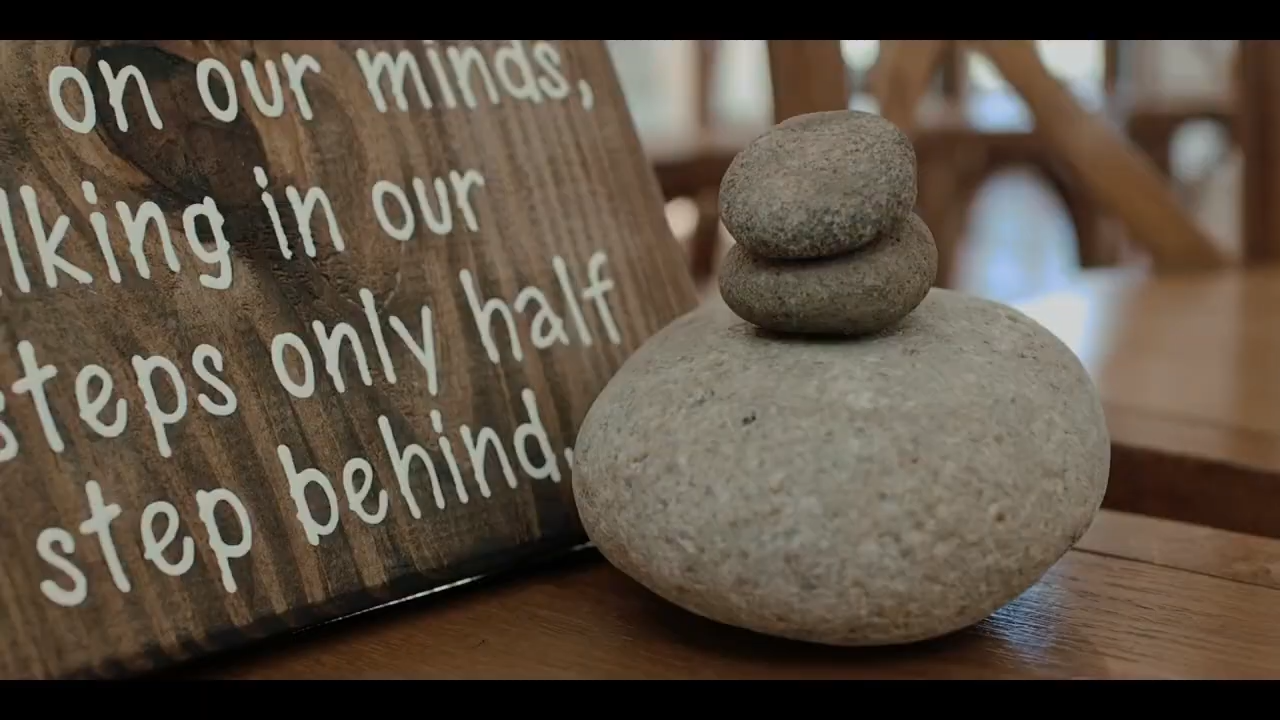 on our minds,
lking in our
steps only half
step behind.